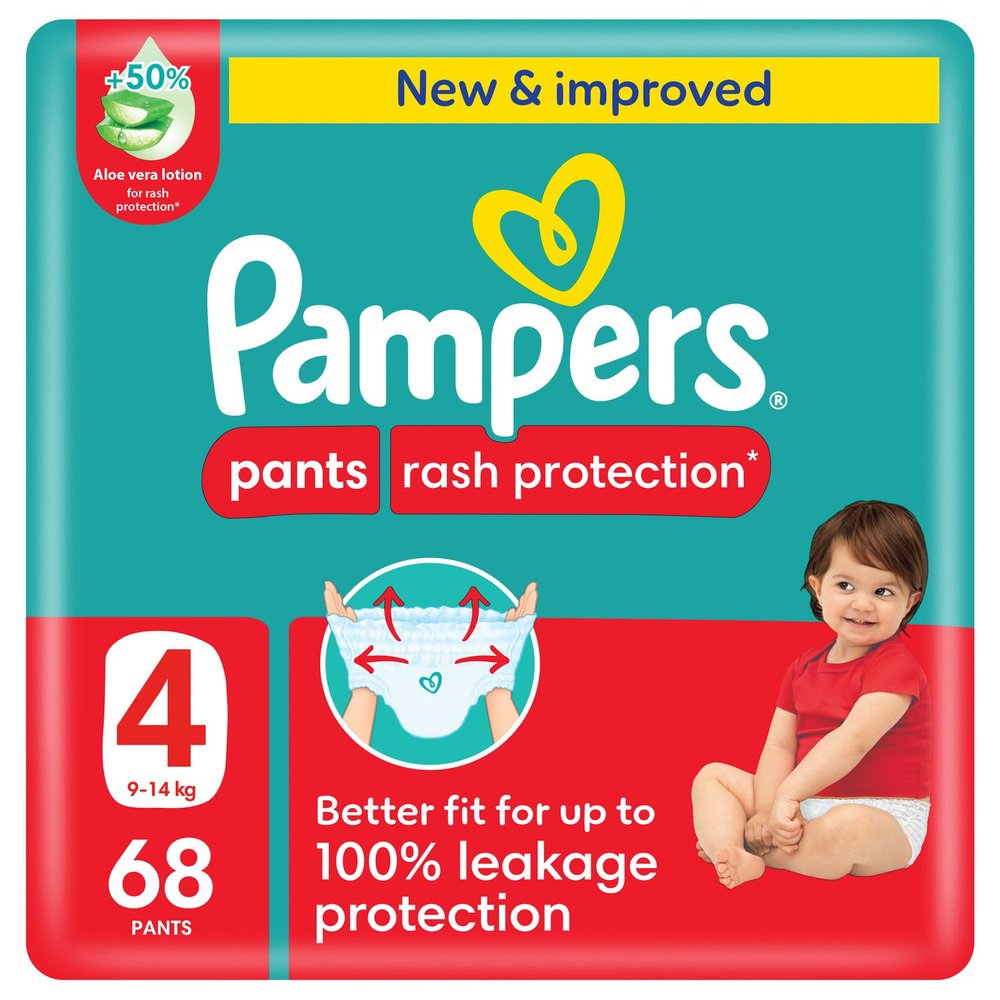 +50%
Aloe vera lotion
for rash
protection*
New & improved
Pampers®
pants
rash protection*
4
9-14 kg
68
PANTS
Better fit for up to
100% leakage
protection